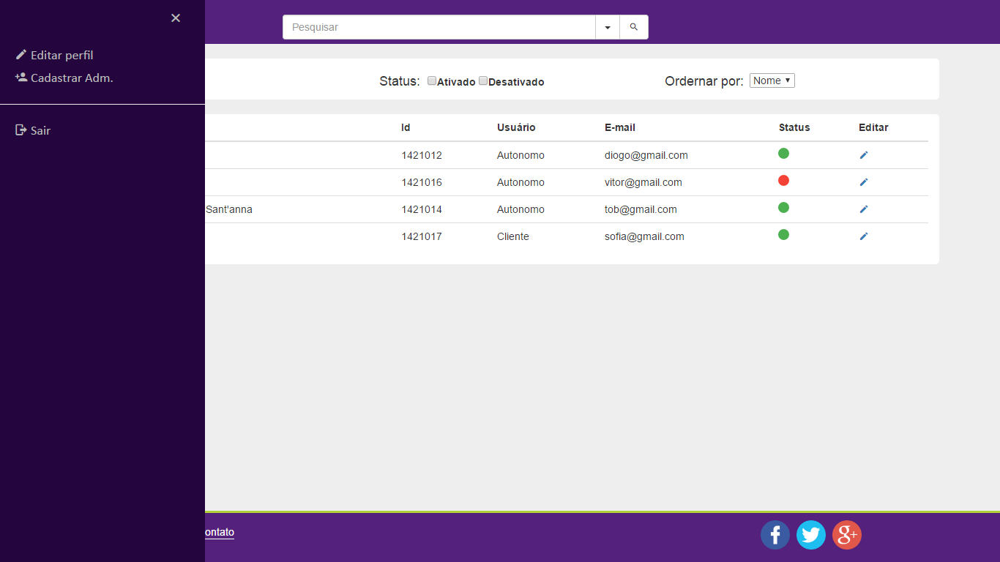 ×
Pesquisar
Editar perfil
Cadastrar Adm.
Sair
Status: Ativado Desativado Ordernar por: Nome
Id Usuário E-mail Status Editar
1421012 Autonomo diogo@gmail.com
1421016 Autonomo vitor@gmail.com
Sant'anna 1421014 Autonomo tob@gmail.com
1421017 Cliente sofia@gmail.com
ontato
f g+